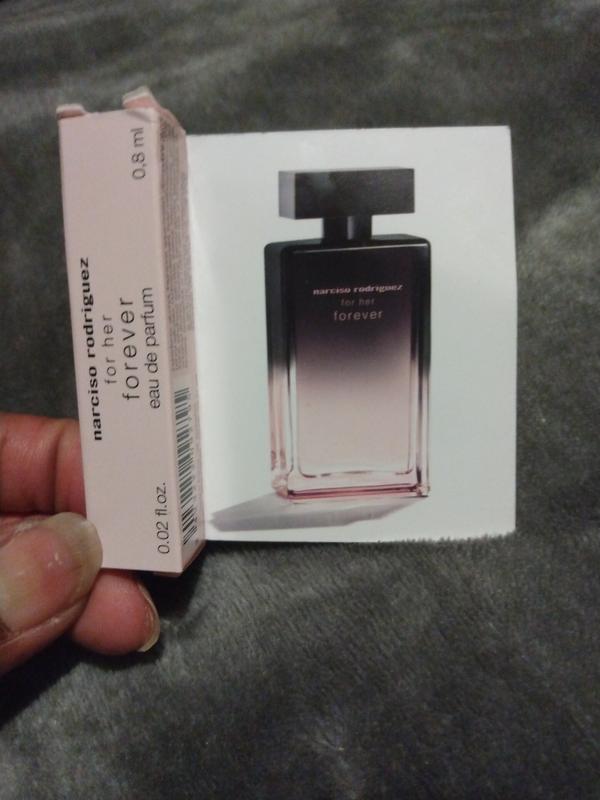 narciso rodriguez
for her
forever
eau de parfum
0.02 fl.oz.
0,8 ml
narciso rodriguez
for her
forever